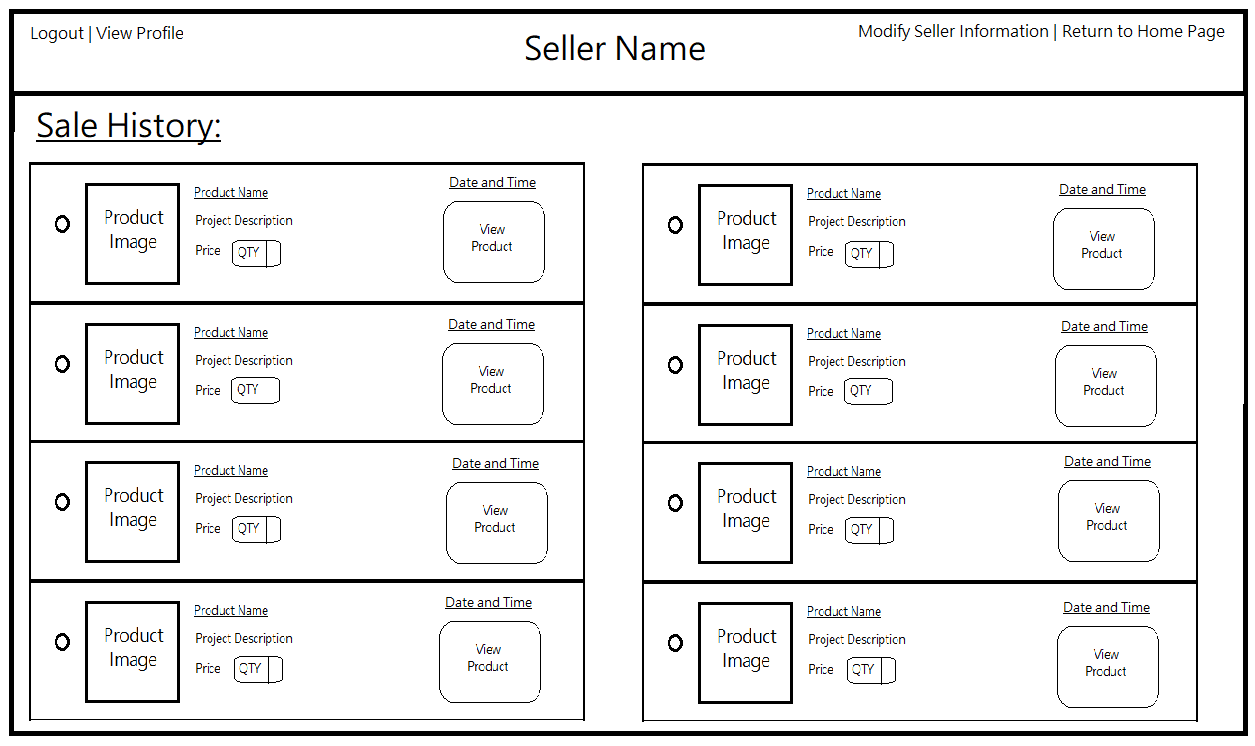 Logout | View Profile
Seller Name
Modify Seller Information | Return to Home Page
Sale History:
Product
Image
Product Name
Project Description
Price QTY
Date and Time
View
Product
Product
Image
Product Name
Project Description
Price QTY
Date and Time
View
Product
Product
Image
Product Name
Project Description
Price QTY
Date and Time
View
Product
Product
Image
Product Name
Project Description
Price QTY
Date and Time
View
Product
Product
Image
Product Name
Project Description
Price QTY
Date and Time
View
Product
Product
Image
Product Name
Project Description
Price QTY
Date and Time
View
Product
Product
Image
Product Name
Project Description
Price QTY
Date and Time
View
Product
Product
Image
Product Name
Project Description
Price QTY
Date and Time
View
Product